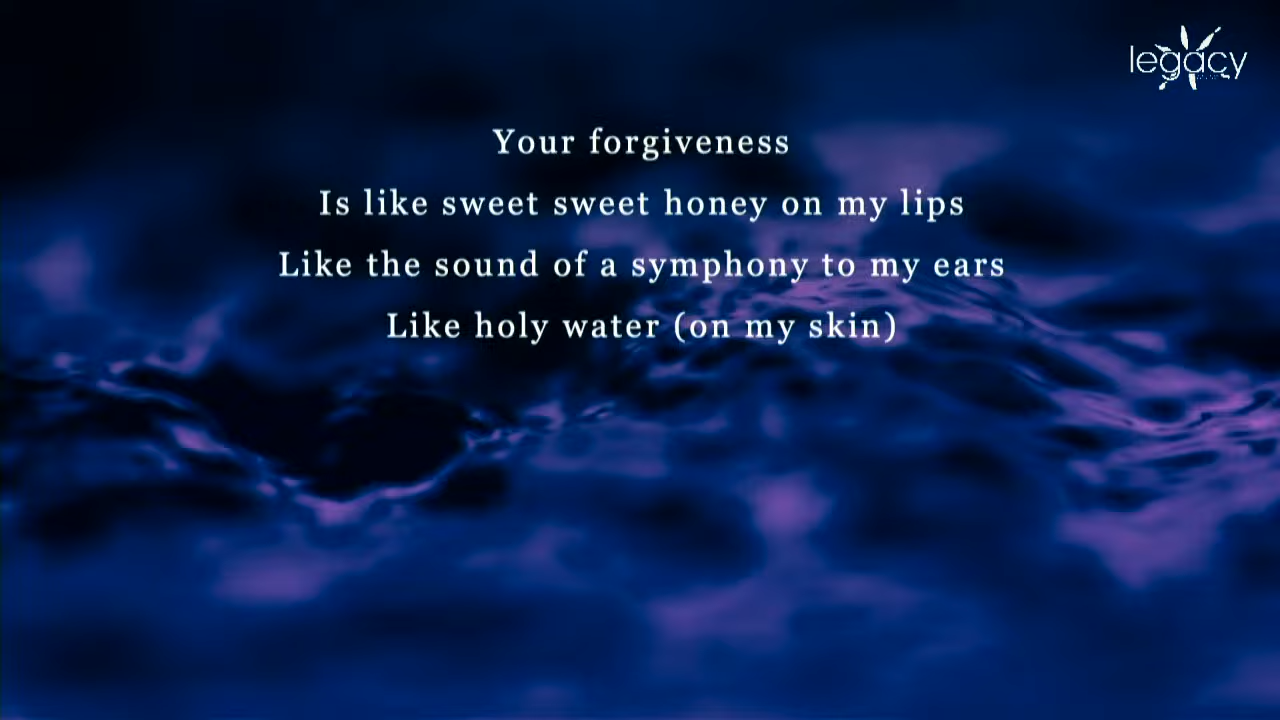 legacy
Your forgiveness
Is like sweet sweet honey on my lips
Like the sound of a symphony to my ears
Like holy water (on my skin)